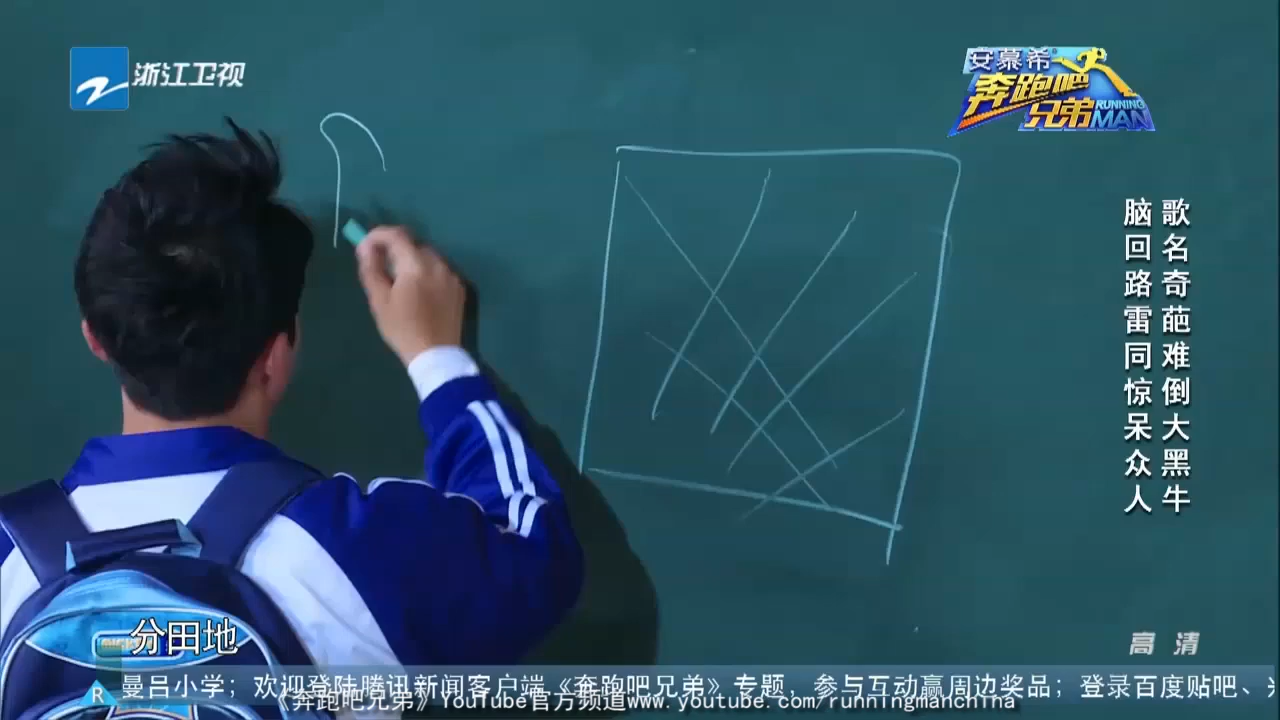 浙江卫视
安慕希
奔跑吧
兄弟
RUNNING
MAN
歌名奇葩难倒大黑牛
脑回路雷同惊呆众人
高清
分田地
R
曼吕小学；欢迎登陆腾讯新闻客户端《奔跑吧兄弟》专题，参与互动赢周边奖品；登录百度贴吧、
《奔跑吧兄弟》YouTube官方频道www.youtube.com/runningmanchina